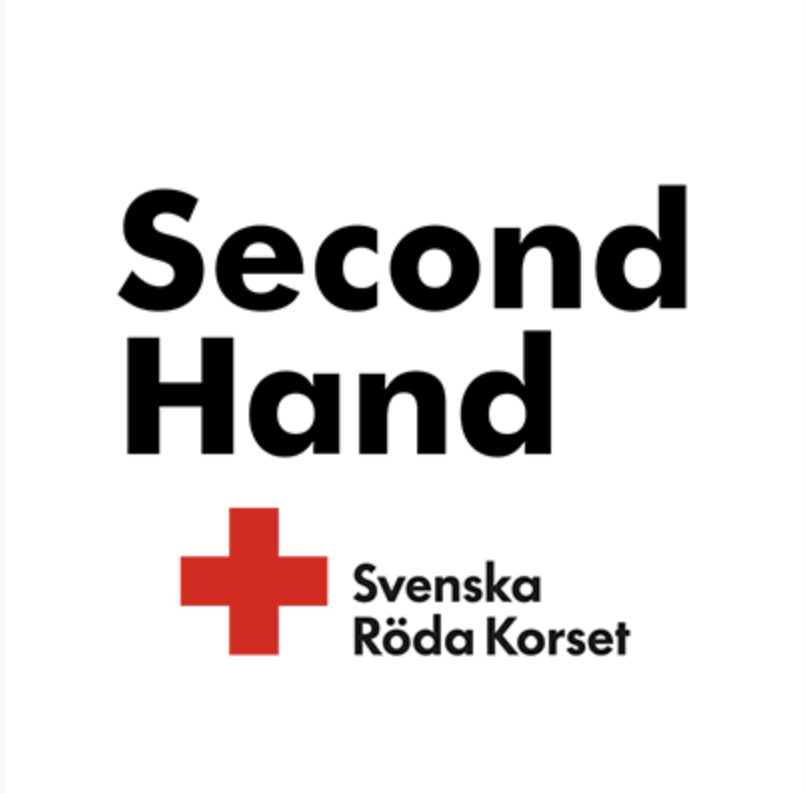 Second
Hand
Svenska
Röda Korset